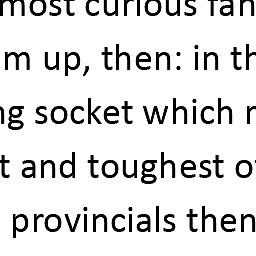 most curious fan
m up, then: in th
ng socket which
t and toughest of
provincials then